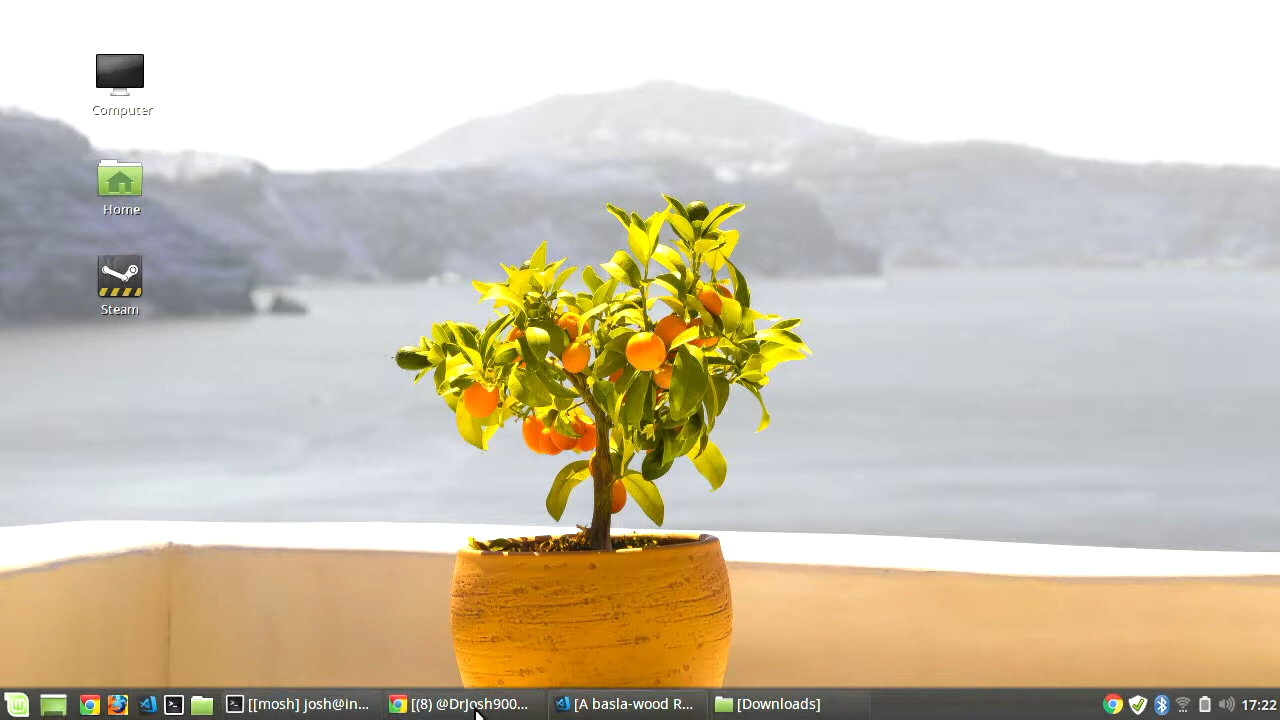 Computer
Home
Steam
[[mosh] josh@in...
[(8) @DrJosh900...
[A basla-wood R...
[Downloads]
17:22